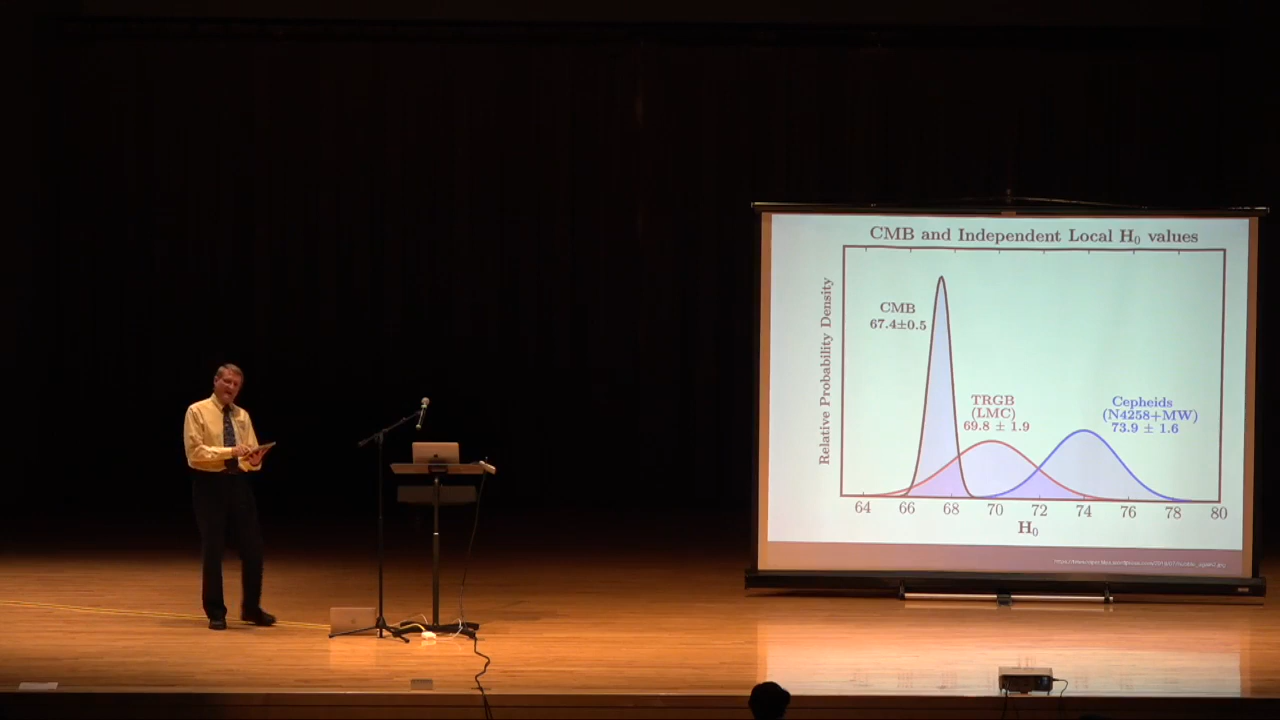 CMB and Independent Local H₀ values
Relative Probability Density
CMB
67.4±0.5
TRGB
(LMC)
69.8 ± 1.9
Cepheids
(N4258+MW)
73.9 ± 1.6
64 66 68 70 72 74 76 78 80
H₀